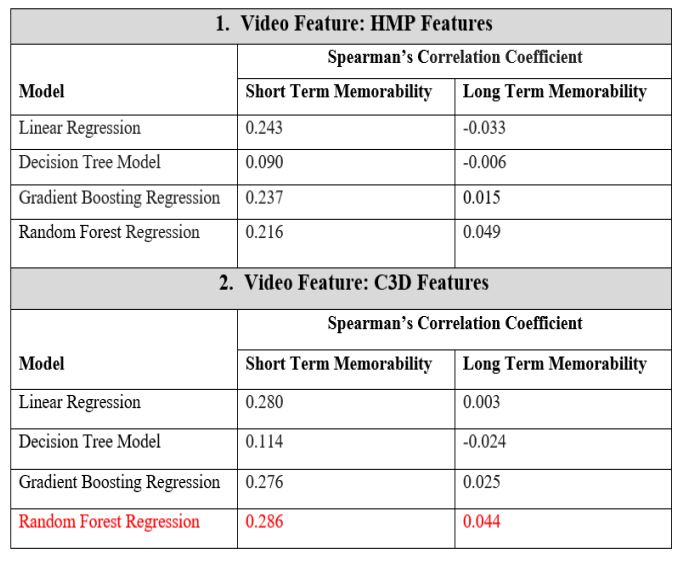 1. Video Feature: HMP Features
Spearman’s Correlation Coefficient
Model Short Term Memorability Long Term Memorability
Linear Regression 0.243 -0.033
Decision Tree Model 0.090 -0.006
Gradient Boosting Regression 0.237 0.015
Random Forest Regression 0.216 0.049
2. Video Feature: C3D Features
Spearman’s Correlation Coefficient
Model Short Term Memorability Long Term Memorability
Linear Regression 0.280 0.003
Decision Tree Model 0.114 -0.024
Gradient Boosting Regression 0.276 0.025
Random Forest Regression 0.286 0.044